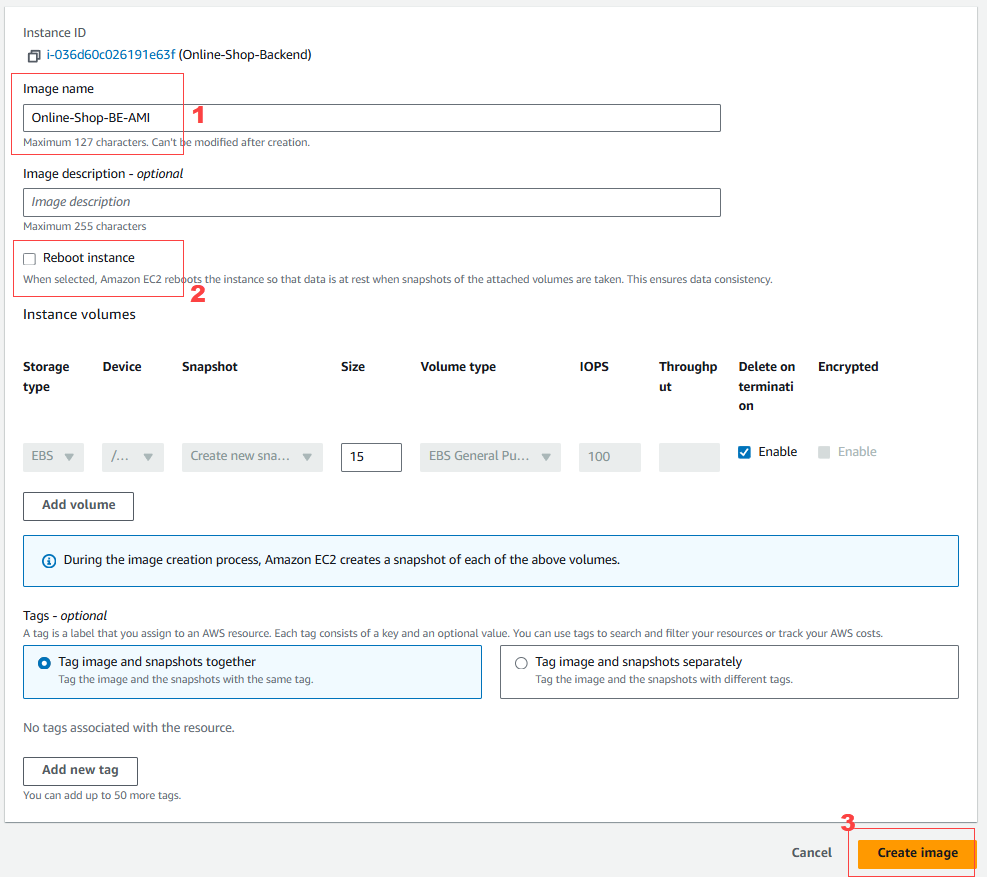 Instance ID
i-036d60c026191e63f (Online-Shop-Backend)
Image name
Online-Shop-BE-AMI
1
Maximum 127 characters. Can't be modified after creation.
Image description - optional
Image description
Maximum 255 characters
Reboot instance
When selected, Amazon EC2 reboots the instance so that data is at rest when snapshots of the attached volumes are taken. This ensures data consistency.
2
Instance volumes
Storage type Device Snapshot Size Volume type IOPS Throughp ut Delete on terminati on Encrypted
EBS /... Create new sna... 15 EBS General Pu... 100 Enable Enable
Add volume
During the image creation process, Amazon EC2 creates a snapshot of each of the above volumes.
Tags - optional
A tag is a label that you assign to an AWS resource. Each tag consists of a key and an optional value. You can use tags to search and filter your resources or track your AWS costs.
Tag image and snapshots together
Tag the image and the snapshots with the same tag.
Tag image and snapshots separately
Tag the image and the snapshots with different tags.
No tags associated with the resource.
Add new tag
You can add up to 50 more tags.
3
Cancel Create image